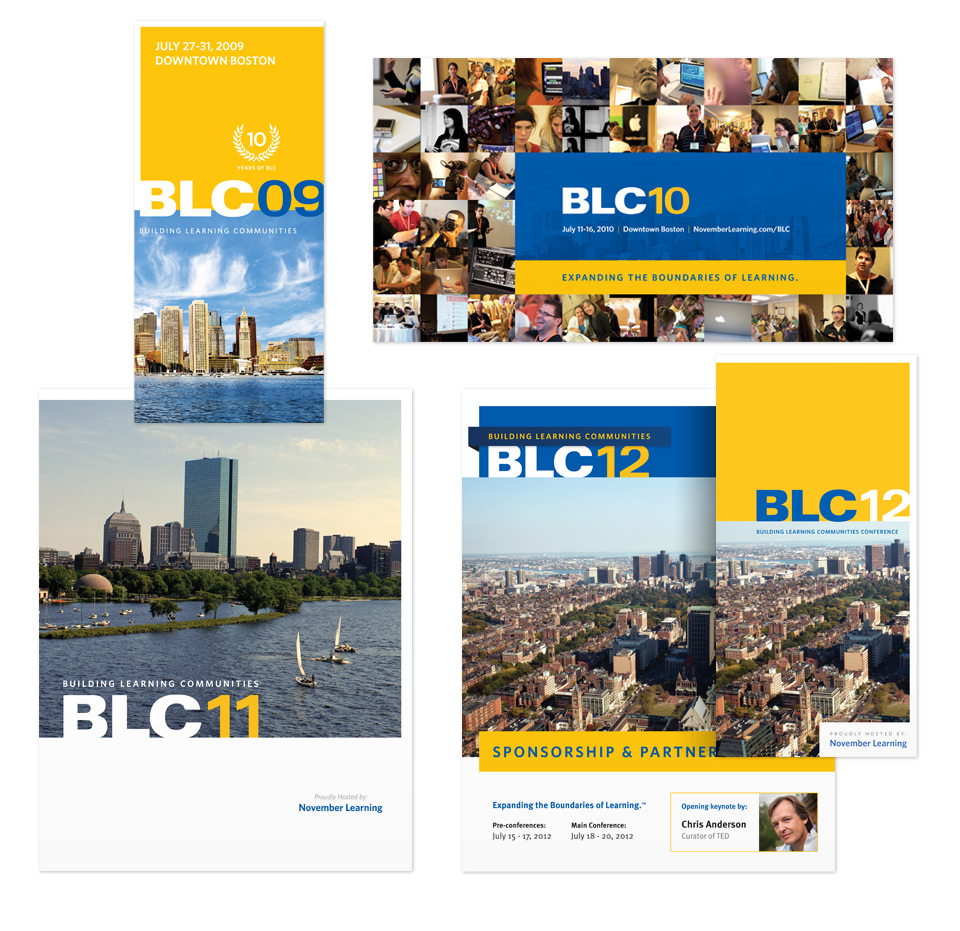 JULY 27-31, 2009
DOWNTOWN BOSTON
10
YEARS OF BLC
BLC09
BUILDING LEARNING COMMUNITIES
BLC10
July 11-16, 2010 | Downtown Boston | NovemberLearning.com/BLC
EXPANDING THE BOUNDARIES OF LEARNING.
BUILDING LEARNING COMMUNITIES
BLC11
Proudly Hosted by:
November Learning
BUILDING LEARNING COMMUNITIES
BLC12
SPONSORSHIP & PARTNER
Expanding the Boundaries of Learning.™
Pre-conferences:
July 15 - 17, 2012
Main Conference:
July 18 - 20, 2012
Opening keynote by:
Chris Anderson
Curator of TED
BLC12
BUILDING LEARNING COMMUNITIES CONFERENCE
PROUDLY HOSTED BY:
November Learning